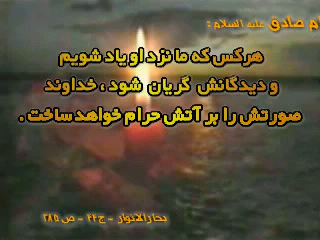 ام صادق علیه السلام :
هرکس که ما نزد او یاد شویم
و دیدگانش گریان شود ، خداوند
صورتش را بر آتش حرام خواهد ساخت .
بحارالانوار - ج ۴۴ - ص ۲۸۵